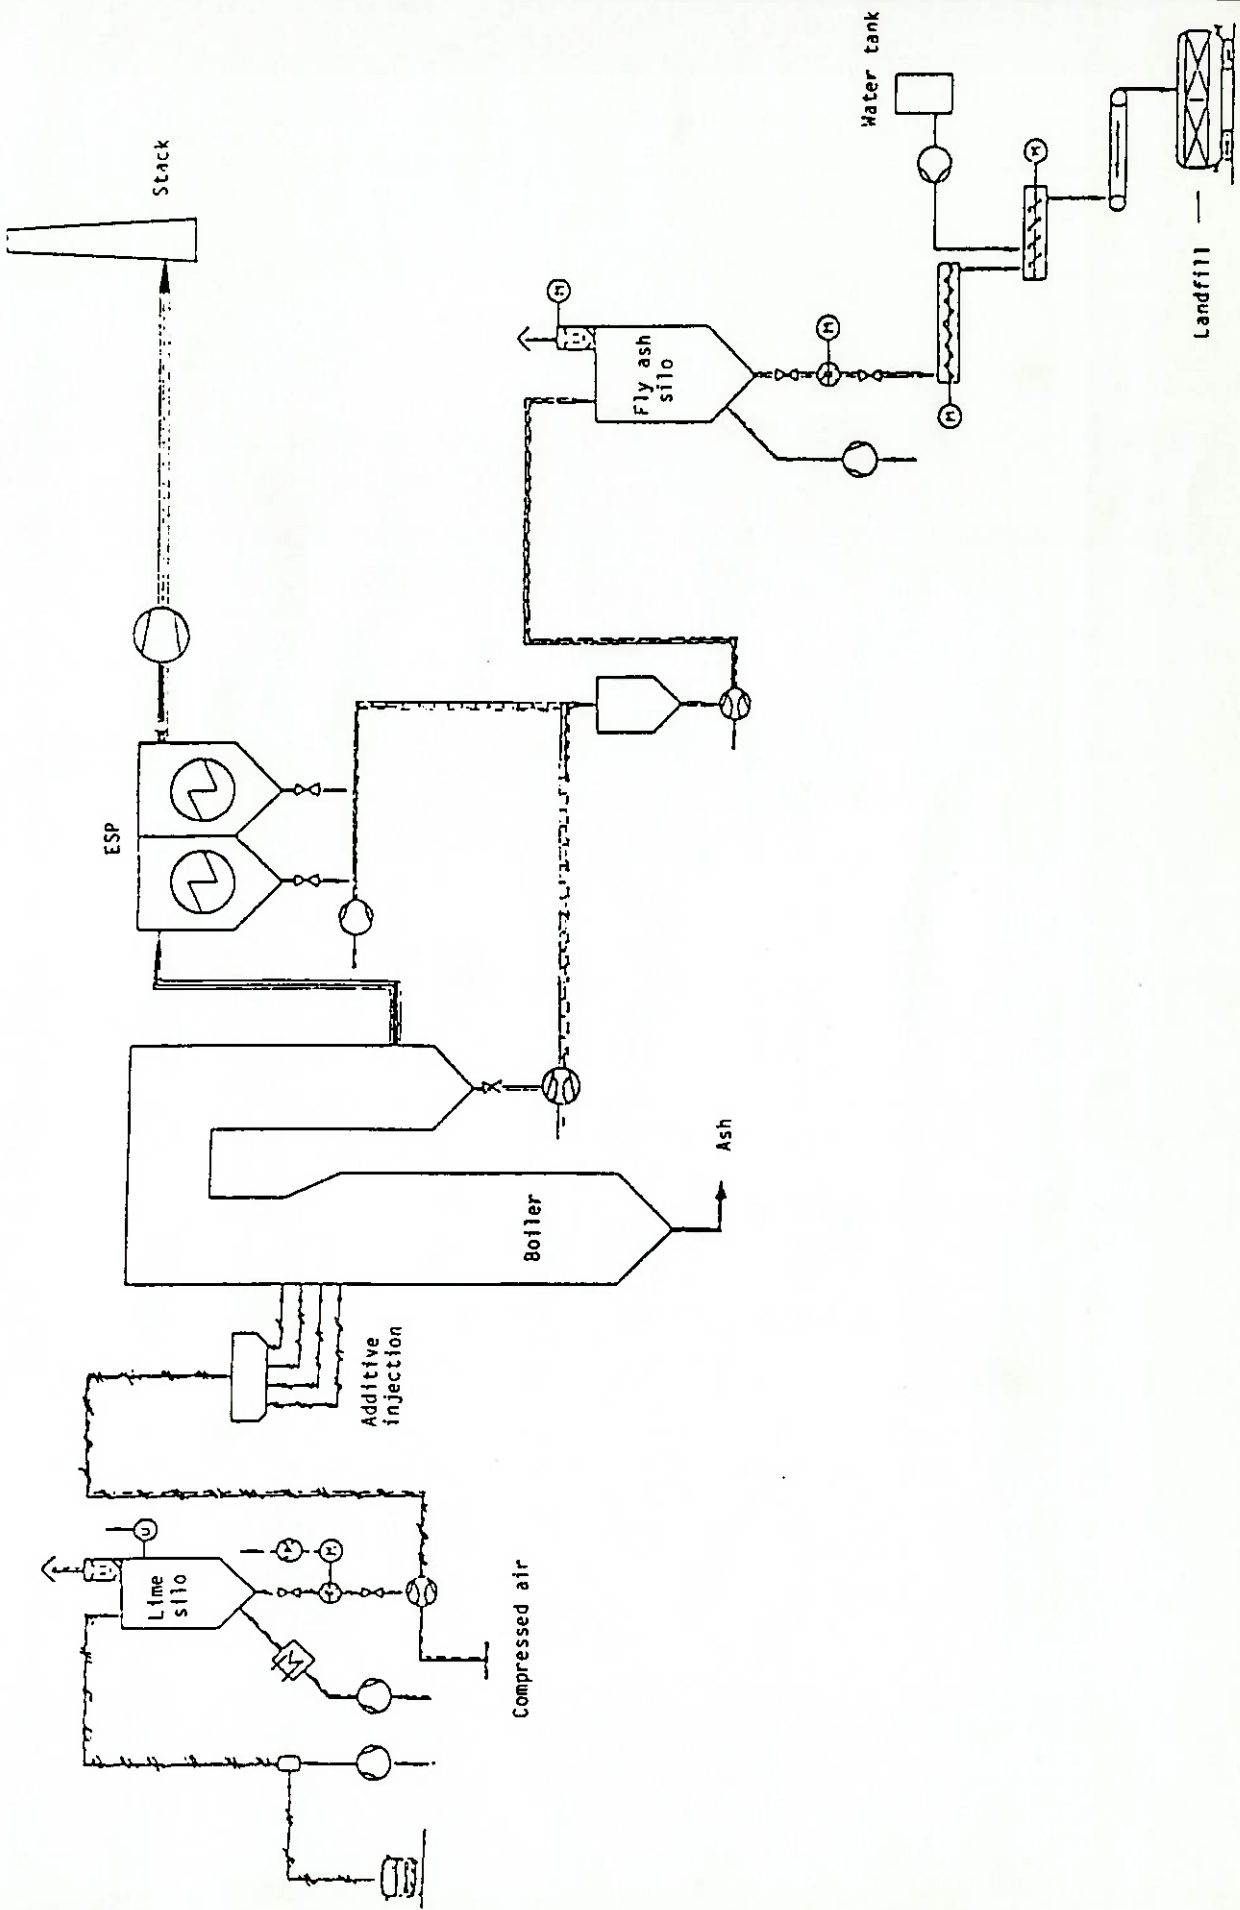 Lime
silo
Compressed air
Additive
injection
Boiler
Ash
ESP
Stack
Fly ash
silo
Water tank
Landfill
U
M
M
M
M
M